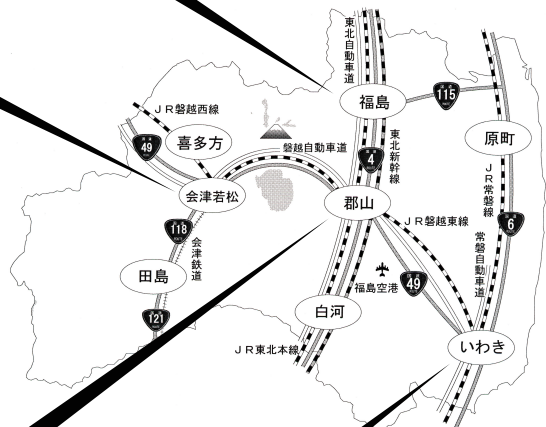 東北自動車道
福島
115
JR磐越西線
49
喜多方
磐越自動車道
4
東北新幹線
原町
JR常磐線
会津若松
郡山
JR磐越東線
6
118
会津鉄道
常磐自動車道
田島
福島空港
49
121
白河
いわき
JR東北本線